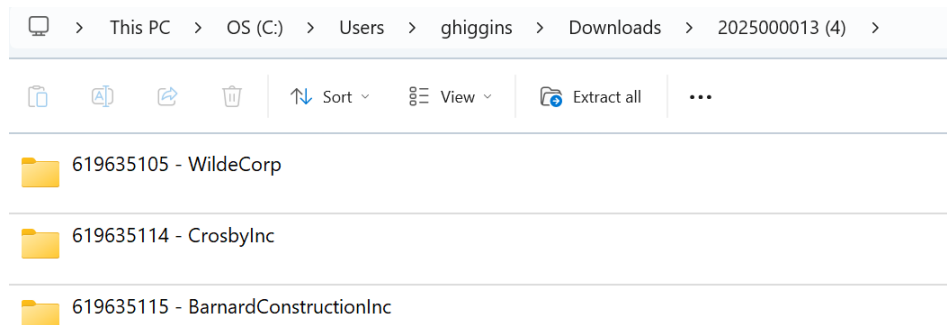 This PC > OS (C:) > Users > ghiggins > Downloads > 2025000013 (4) >
Sort View Extract all
619635105 - WildeCorp
619635114 - CrosbyInc
619635115 - BarnardConstructionInc